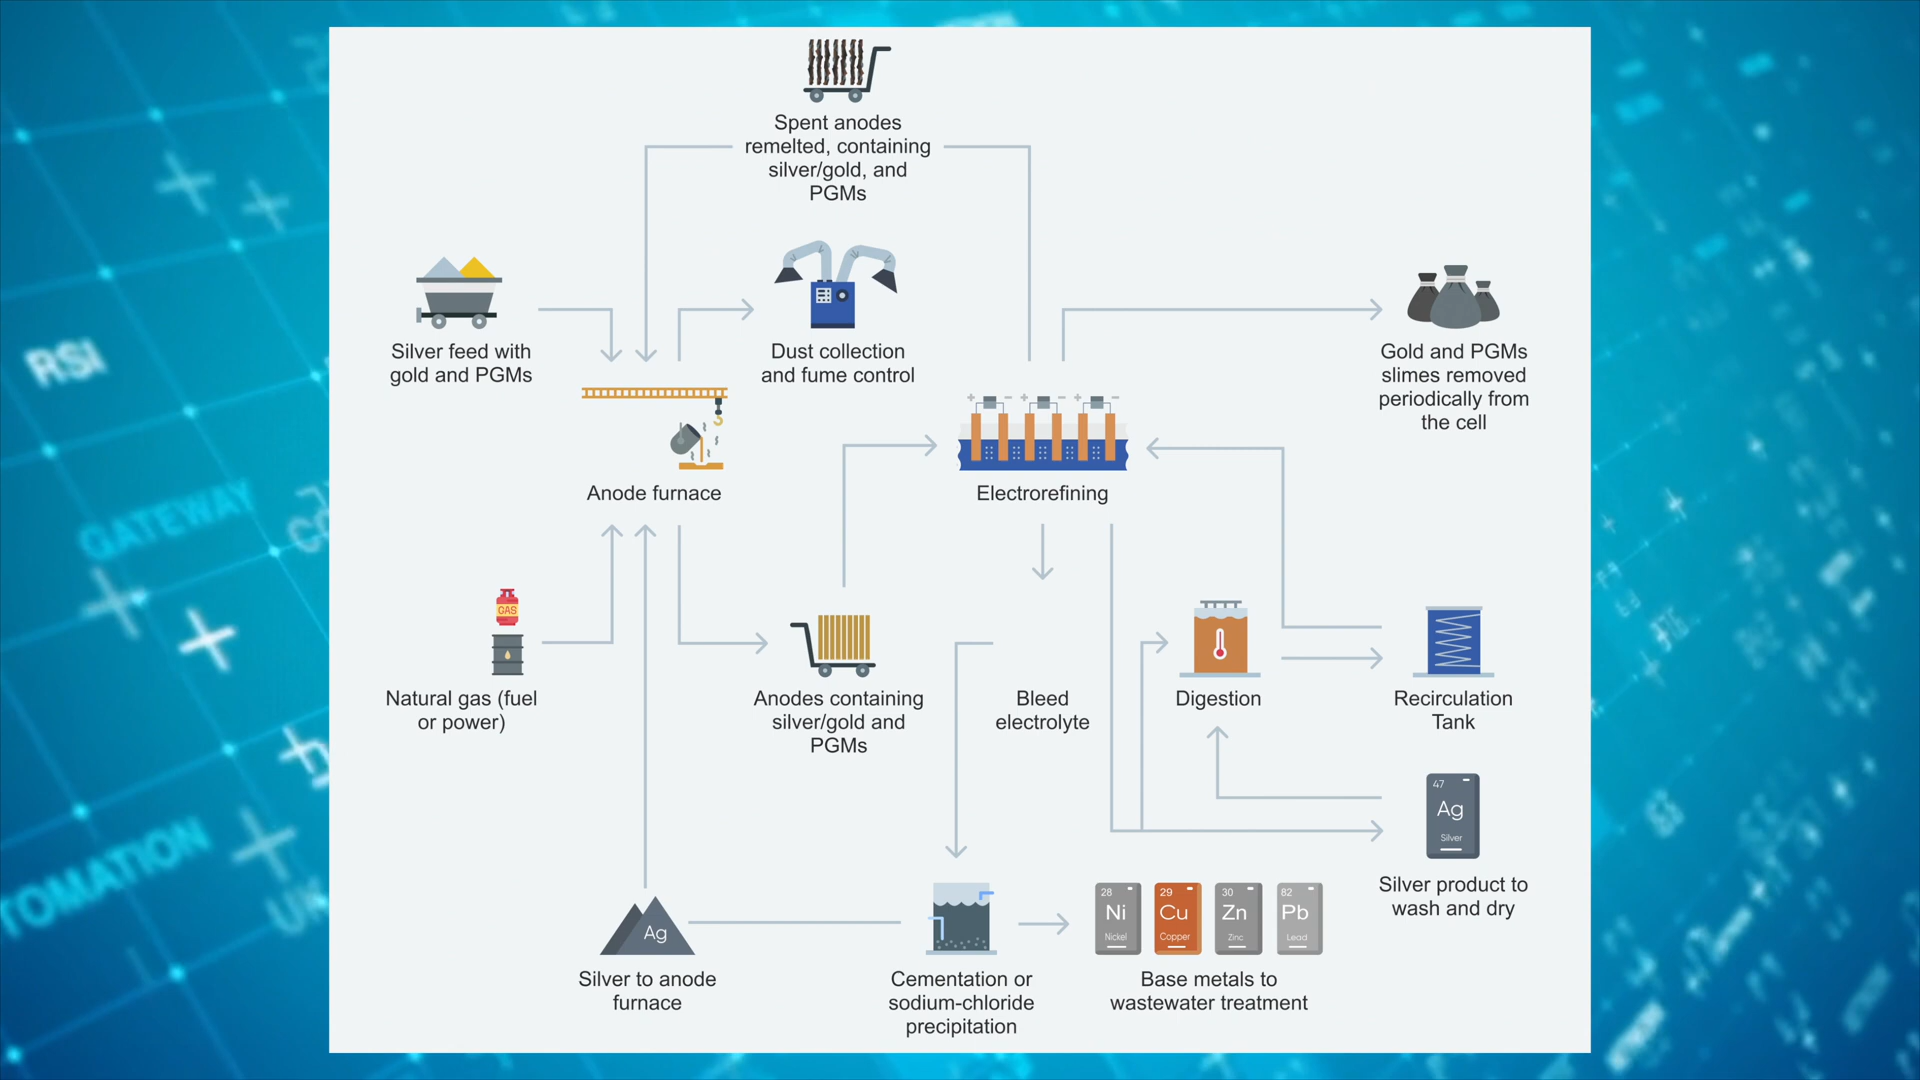 Spent anodes
remelted, containing
silver/gold, and
PGMs
Silver feed with
gold and PGMs
Dust collection
and fume control
Gold and PGMs
slimes removed
periodically from
the cell
RSI
+ − + − + −
Anode furnace
Electrorefining
GATEWAY
GAS
Natural gas (fuel
or power)
Anodes containing
silver/gold and
PGMs
Bleed
electrolyte
Digestion
Recirculation
Tank
47
Ag
Silver
Silver product to
wash and dry
TOMATION
Ag
Silver to anode
furnace
Cementation or
sodium-chloride
precipitation
28
Ni
Nickel
29
Cu
Copper
30
Zn
Zinc
82
Pb
Lead
Base metals to
wastewater treatment